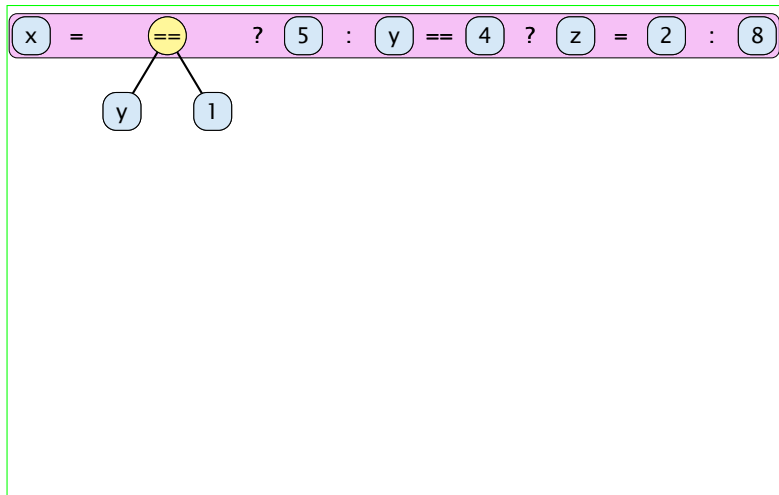 x = == ? 5 : y == 4 ? z = 2 : 8
y 1